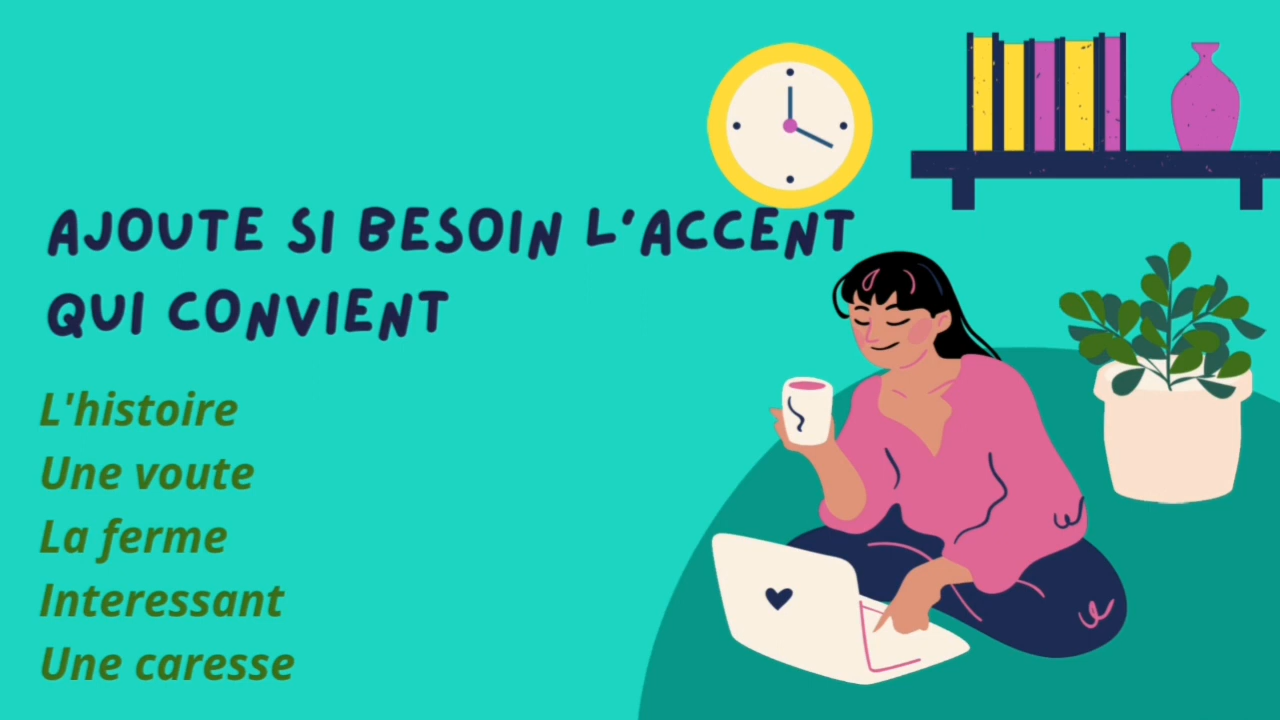 AJOUTE SI BESOIN L'ACCENT
QUI CONVIENT
L'histoire
Une voute
La ferme
Interessant
Une caresse